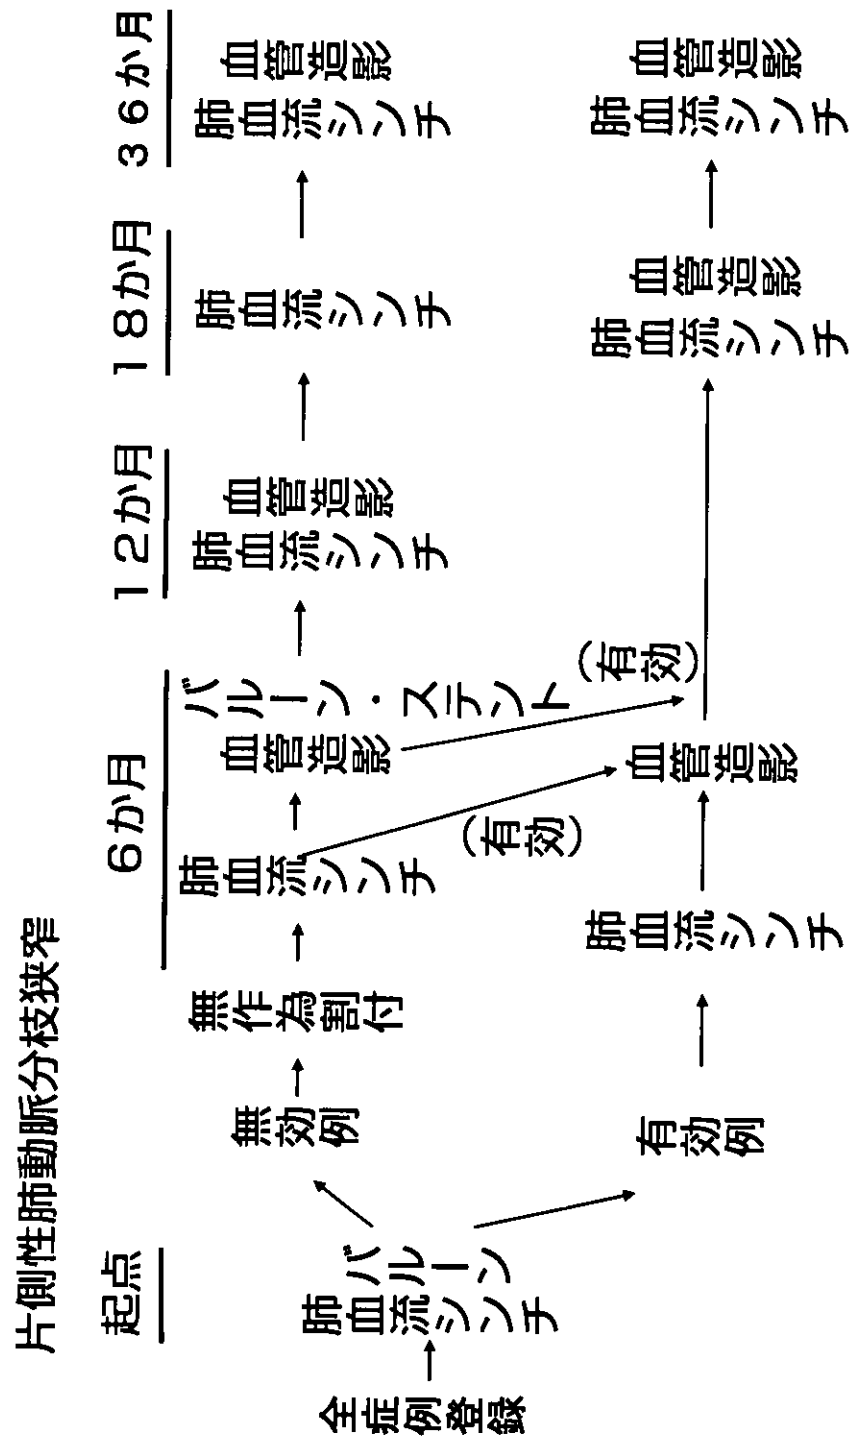 片側性肺動脈分枝狭窄
起点
6か月
12か月
18か月
36か月
全症例登録
肺血流シンチ
バルーン
無効例
無作為割付
肺血流シンチ
血管造影
バルーン・ステント
肺血流シンチ
血管造影
肺血流シンチ
肺血流シンチ
血管造影
(有効)
(有効)
有効例
肺血流シンチ
血管造影
肺血流シンチ
血管造影
肺血流シンチ
血管造影